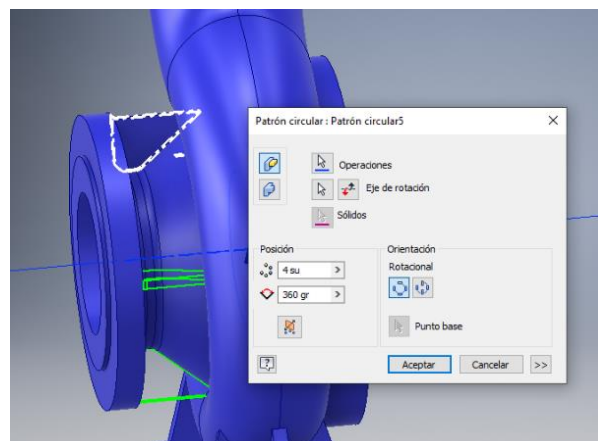 Patrón circular : Patrón circular5
Operaciones
Eje de rotación
Sólidos
Posición
4 su
360 gr
Orientación
Rotacional
Punto base
?
Aceptar
Cancelar
>>